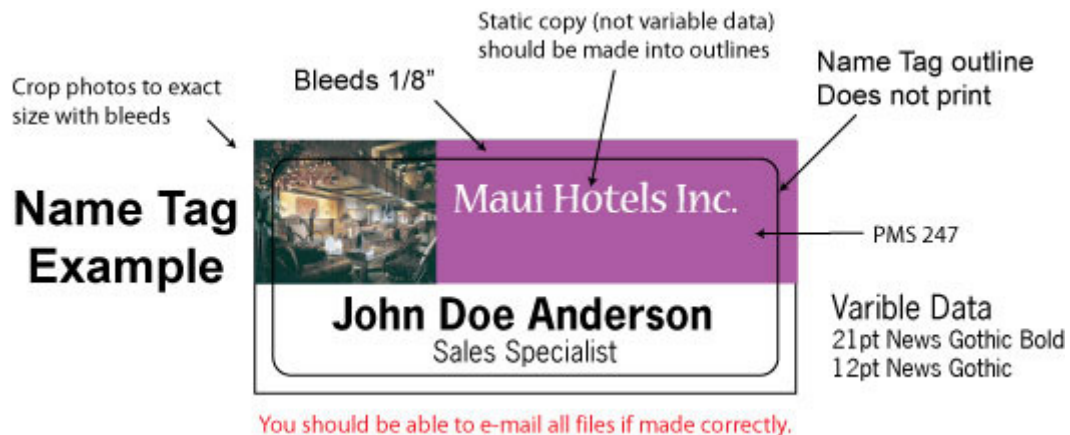 Static copy (not variable data)
should be made into outlines
Crop photos to exact
size with bleeds
Bleeds 1/8"
Name Tag outline
Does not print
Name Tag
Example
Maui Hotels Inc.
PMS 247
John Doe Anderson
Sales Specialist
Varible Data
21pt News Gothic Bold
12pt News Gothic
You should be able to e-mail all files if made correctly.